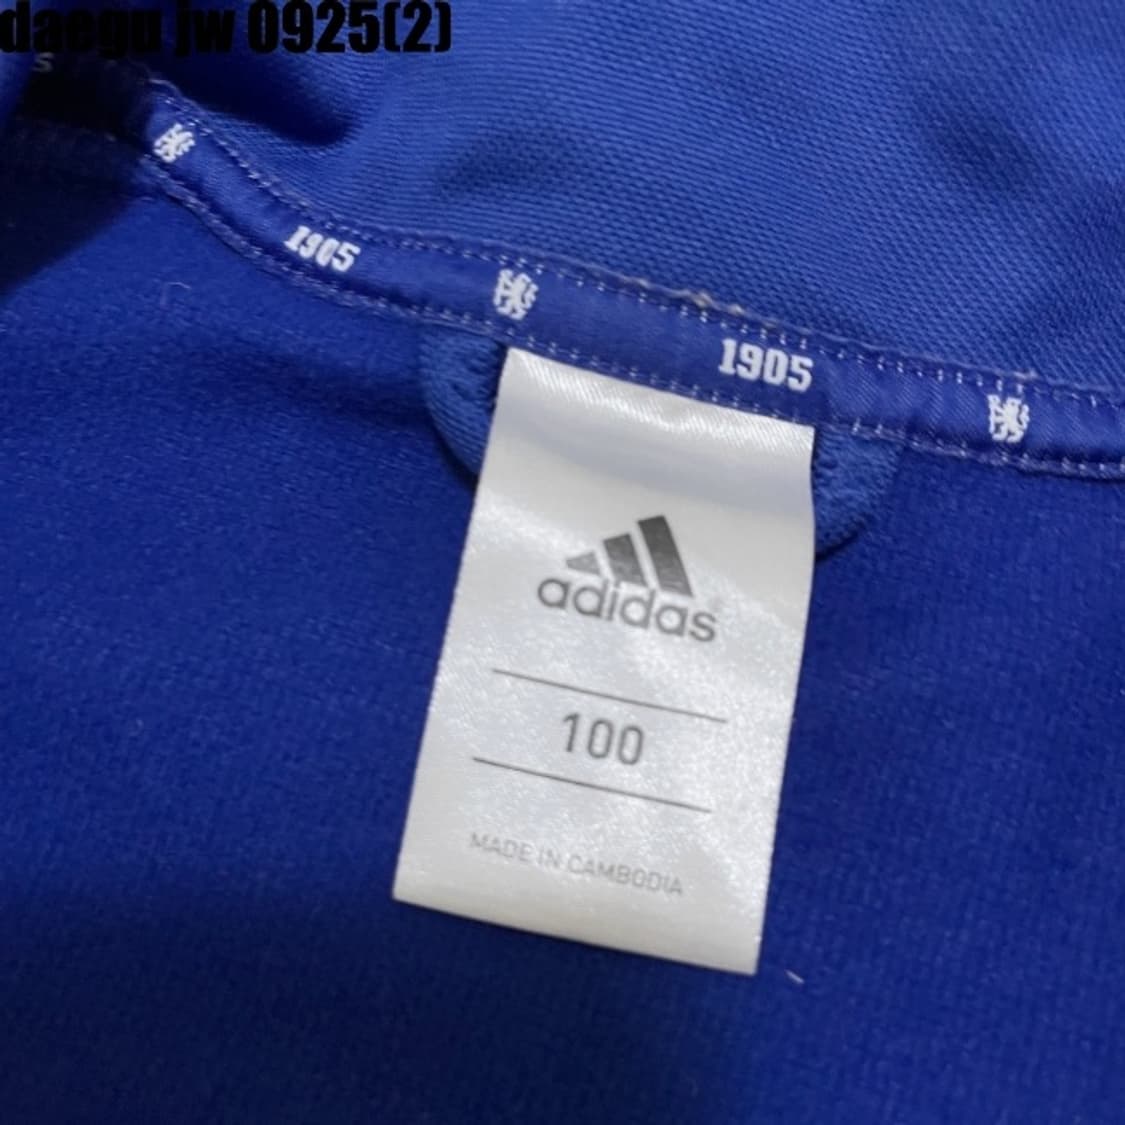 daegu jw 0925(2)
S
1905
1905
adidas
100
MADE IN CAMBODIA